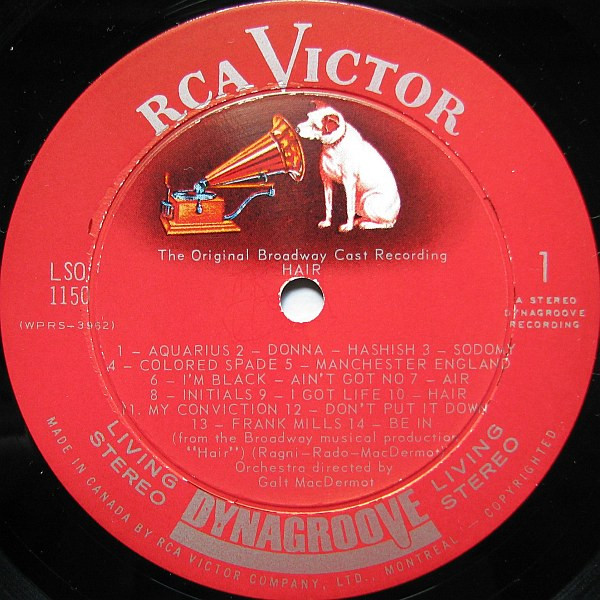 RCA VICTOR
The Original Broadway Cast Recording
HAIR
LSO
1150
(WPRS-3962)
1
A STEREO
DYNAGROOVE
RECORDING
1 - AQUARIUS 2 - DONNA - HASHISH 3 - SODOMY
4 - COLORED SPADE 5 - MANCHESTER ENGLAND
6 - I'M BLACK - AIN'T GOT NO 7 - AIR
8 - INITIALS 9 - I GOT LIFE 10 - HAIR
11. MY CONVICTION 12 - DON'T PUT IT DOWN
13 - FRANK MILLS 14 - BE IN
(from the Broadway musical production
"Hair") (Ragni-Rado-MacDermot)
Orchestra directed by
Galt MacDermot
LIVING
STEREO
DYNAGROOVE
LIVING
STEREO
MADE IN CANADA BY RCA VICTOR COMPANY, LTD., MONTREAL - COPYRIGHTED